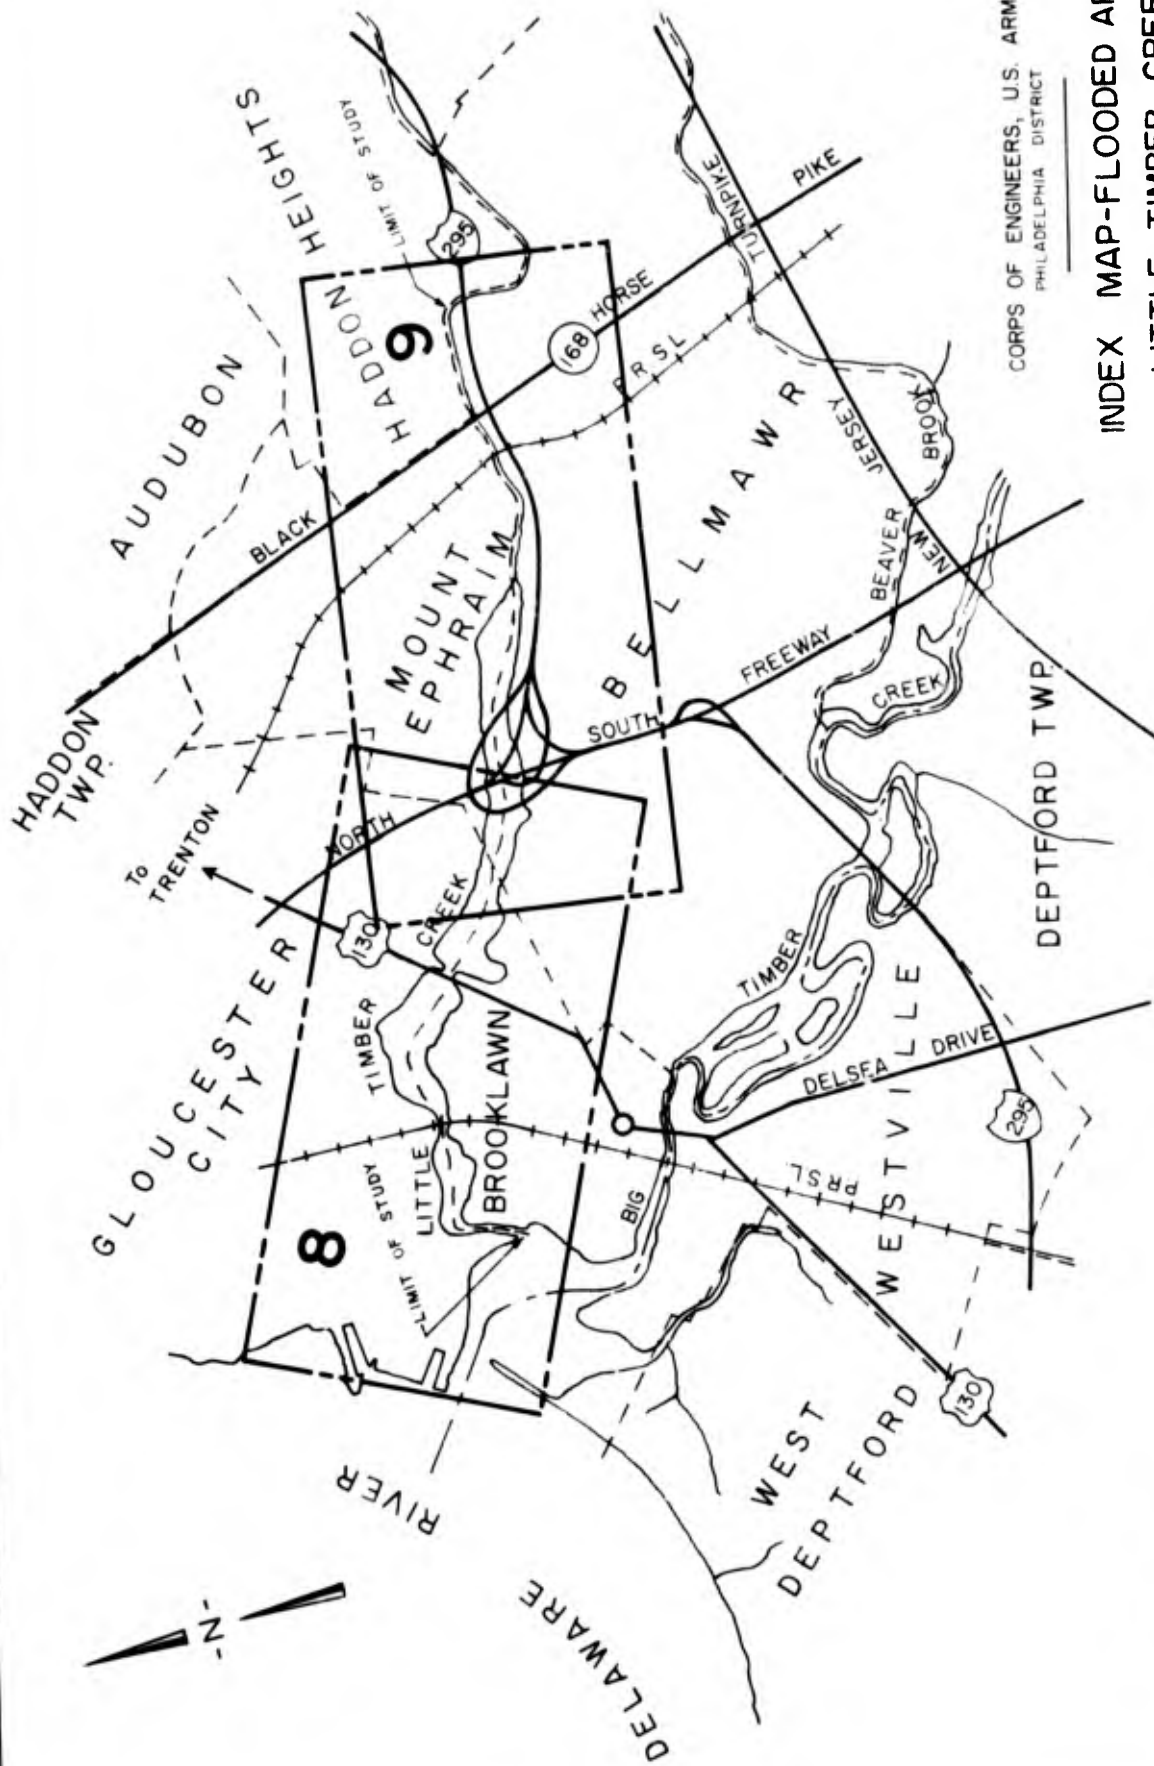 HADDON
TWP.
AUDUBON
HADDON HEIGHTS
LIMIT OF STUDY
To
TRENTON
GLOUCESTER
CITY
130
NORTH
BLACK
HORSE
PIKE
168
295
9
MOUNT
EPHRAIM
PRSL
8
LIMIT OF STUDY
LITTLE
TIMBER
CREEK
BROOKLAWN
BELLMAWR
SOUTH
FREEWAY
NEW
JERSEY
TURNPIKE
BEAVER
BROOK
BIG
TIMBER
CREEK
DELSEA
DRIVE
PRSL
WESTVILLE
DEPTFORD TWP.
295
130
WEST
DEPTFORD
DELAWARE
RIVER
-N-
CORPS OF ENGINEERS, U.S. ARM
PHILADELPHIA DISTRICT
INDEX MAP-FLOODED
LITTLE TIMBER